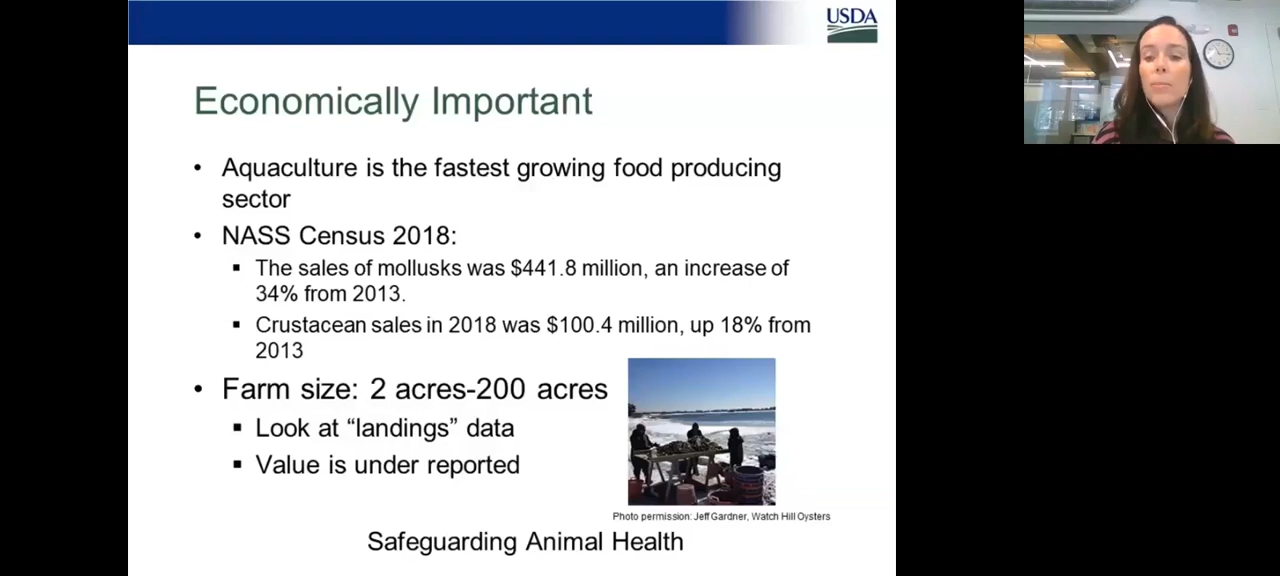 USDA
Economically Important
• Aquaculture is the fastest growing food producing
sector
• NASS Census 2018:
▪ The sales of mollusks was $441.8 million, an increase of
34% from 2013.
▪ Crustacean sales in 2018 was $100.4 million, up 18% from
2013
• Farm size: 2 acres-200 acres
▪ Look at “landings” data
▪ Value is under reported
Photo permission: Jeff Gardner, Watch Hill Oysters
Safeguarding Animal Health